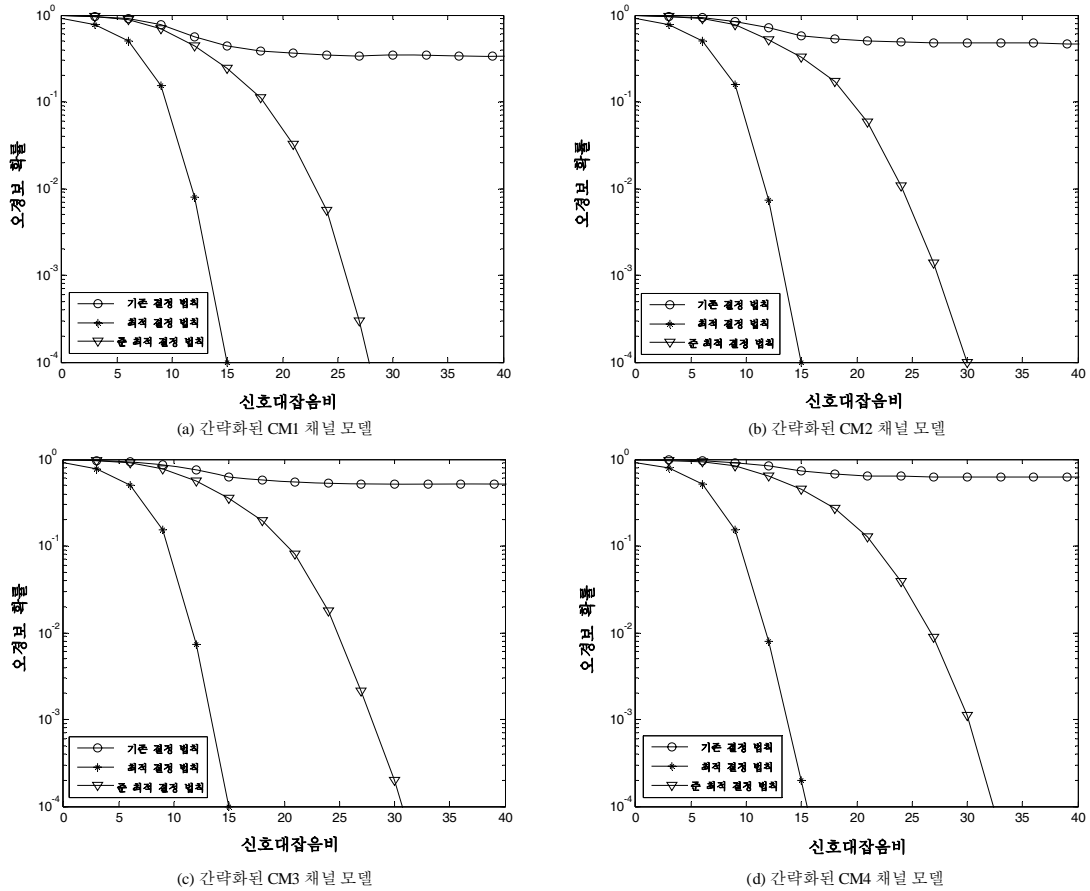 10^0
10^-1
10^-2
10^-3
10^-4
오경보 확률
기존 결정 법칙
최적 결정 법칙
준 최적 결정 법칙
0 5 10 15 20 25 30 35 40
신호대잡음비
(a) 간략화된 CM1 채널 모델
10^0
10^-1
10^-2
10^-3
10^-4
오경보 확률
기존 결정 법칙
최적 결정 법칙
준 최적 결정 법칙
0 5 10 15 20 25 30 35 40
신호대잡음비
(b) 간략화된 CM2 채널 모델
10^0
10^-1
10^-2
10^-3
10^-4
오경보 확률
기존 결정 법칙
최적 결정 법칙
준 최적 결정 법칙
0 5 10 15 20 25 30 35 40
신호대잡음비
(c) 간략화된 CM3 채널 모델
10^0
10^-1
10^-2
10^-3
10^-4
오경보 확률
기존 결정 법칙
최적 결정 법칙
준 최적 결정 법칙
0 5 10 15 20 25 30 35 40
신호대잡음비
(d) 간략화된 CM4 채널 모델